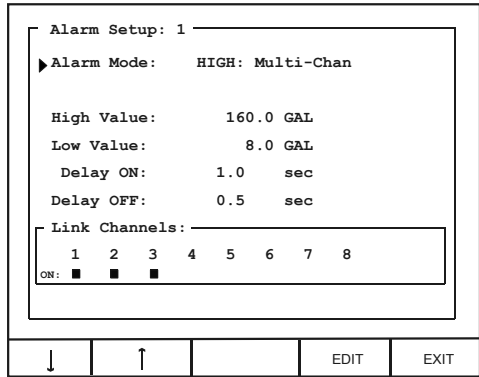 Alarm Setup: 1
Alarm Mode: HIGH: Multi-Chan
High Value: 160.0 GAL
Low Value: 8.0 GAL
Delay ON: 1.0 sec
Delay OFF: 0.5 sec
Link Channels:
1 2 3 4 5 6 7 8
ON:
↓ ↑ EDIT EXIT